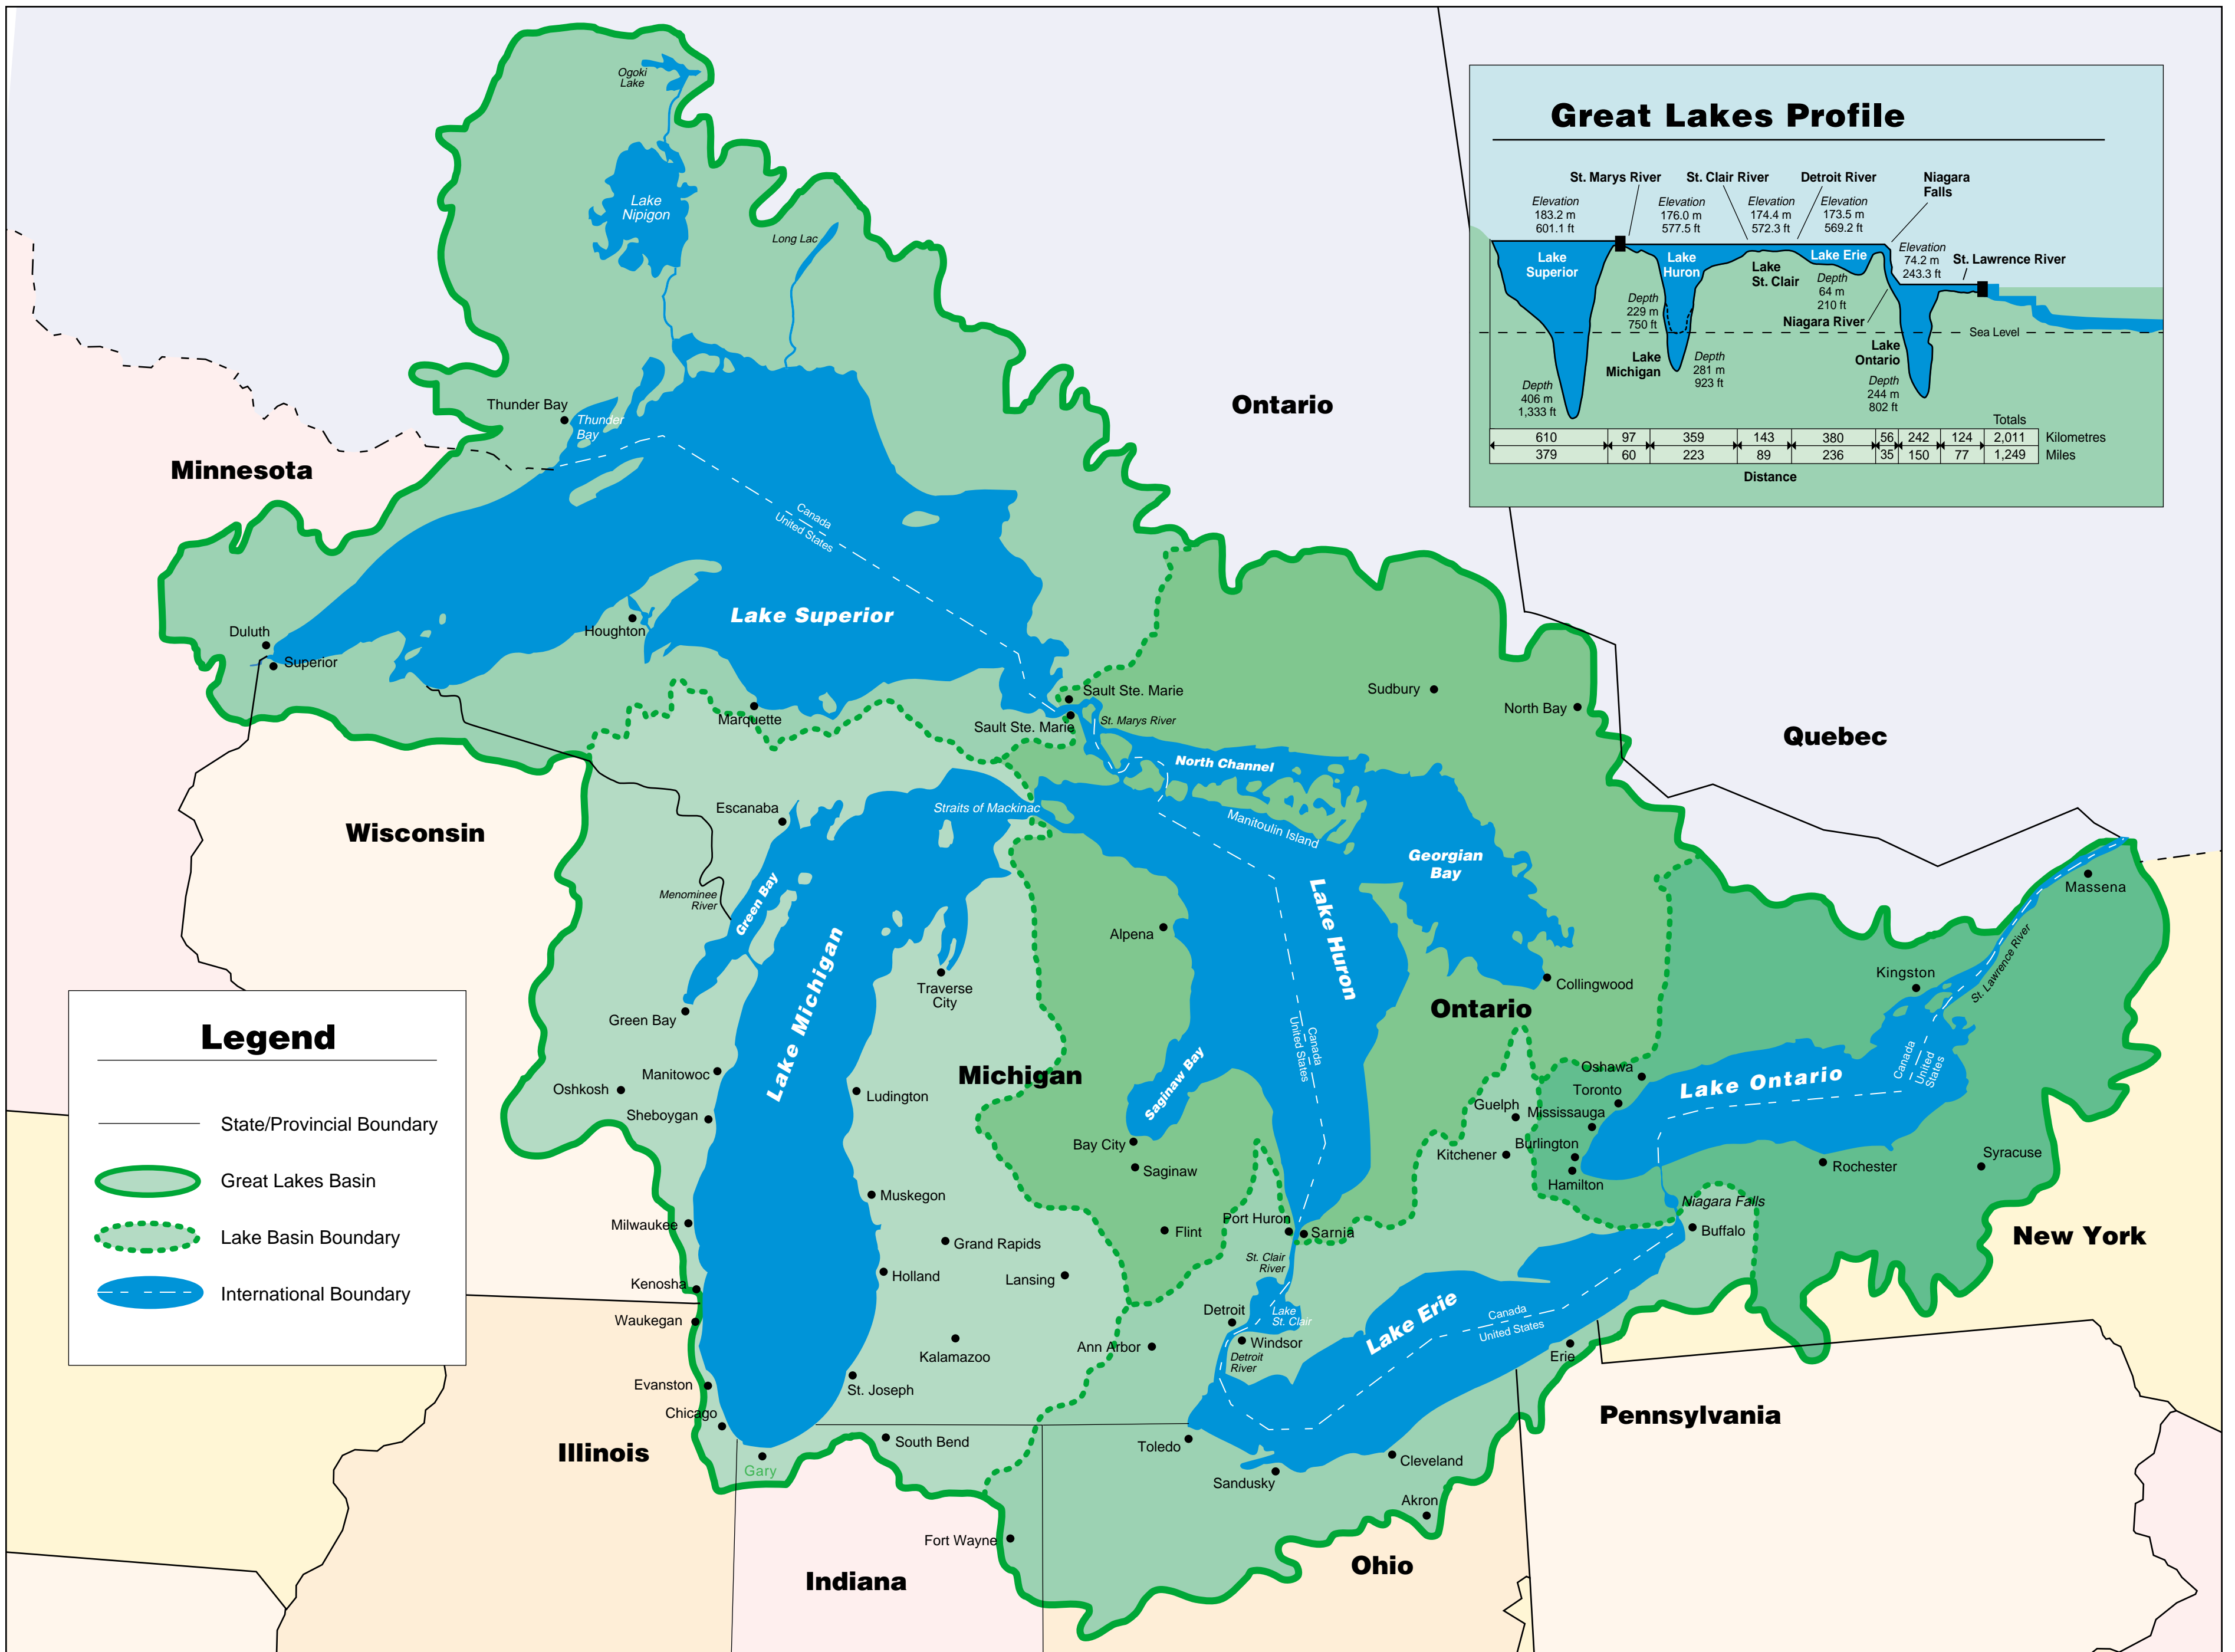 Ogoki
Lake
Lake
Nipigon
Long Lac
Thunder Bay
Thunder
Bay
Ontario
Minnesota
Canada
United States
Lake Superior
Houghton
Duluth
Superior
Marquette
Sault Ste. Marie
Sault Ste. Marie
St. Marys River
Sudbury
North Bay
Quebec
North Channel
Manitoulin Island
Straits of Mackinac
Escanaba
Wisconsin
Menominee
River
Green Bay
Georgian
Bay
Lake Huron
Canada
United States
Alpena
Collingwood
Ontario
Massena
Kingston
St. Lawrence River
Traverse
City
Green Bay
Lake Michigan
Manitowoc
Oshkosh
Sheboygan
Ludington
Michigan
Saginaw Bay
Bay City
Saginaw
Flint
Muskegon
Milwaukee
Grand Rapids
Holland
Lansing
Kenosha
Waukegan
Kalamazoo
Ann Arbor
St. Joseph
Evanston
Chicago
Gary
South Bend
Illinois
Indiana
Fort Wayne
Ohio
Port Huron
Sarnia
St. Clair
River
Lake
St. Clair
Detroit
Windsor
Detroit
River
Toledo
Sandusky
Cleveland
Akron
Lake Erie
Canada
United States
Erie
Pennsylvania
Guelph
Kitchener
Oshawa
Toronto
Mississauga
Burlington
Hamilton
Lake Ontario
Canada
United
States
Niagara Falls
Buffalo
Rochester
Syracuse
New York
Legend
State/Provincial Boundary
Great Lakes Basin
Lake Basin Boundary
International Boundary
Great Lakes Profile
St. Marys River
St. Clair River
Detroit River
Niagara
Falls
Elevation
183.2 m
601.1 ft
Elevation
176.0 m
577.5 ft
Elevation
174.4 m
572.3 ft
Elevation
173.5 m
569.2 ft
Elevation
74.2 m
243.3 ft
St. Lawrence River
Lake
Superior
Lake
Huron
Lake
St. Clair
Lake Erie
Depth
64 m
210 ft
Depth
229 m
750 ft
Niagara River
Sea Level
Lake
Michigan
Depth
281 m
923 ft
Lake
Ontario
Depth
406 m
1,333 ft
Depth
244 m
802 ft
Totals
610 97 359 143 380 56 242 124 2,011 Kilometres
379 60 223 89 236 35 150 77 1,249 Miles
Distance